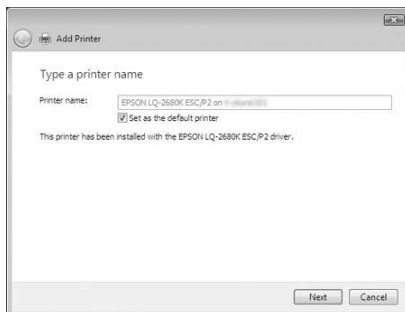 Add Printer
Type a printer name
Printer name: EPSON LQ-2680K ESC/P2 on
Set as the default printer
This printer has been installed with the EPSON LQ-2680K ESC/P2 driver.
Next Cancel